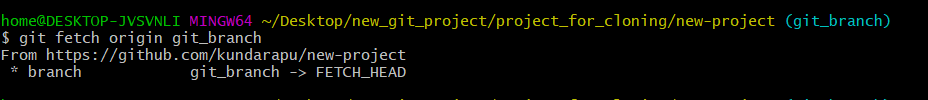 home@DESKTOP-JVSVNLI MINGW64 ~/Desktop/new_git_project/project_for_cloning/new-project (git_branch)
$ git fetch origin git_branch
From https://github.com/kundarapu/new-project
 * branch            git_branch -> FETCH_HEAD